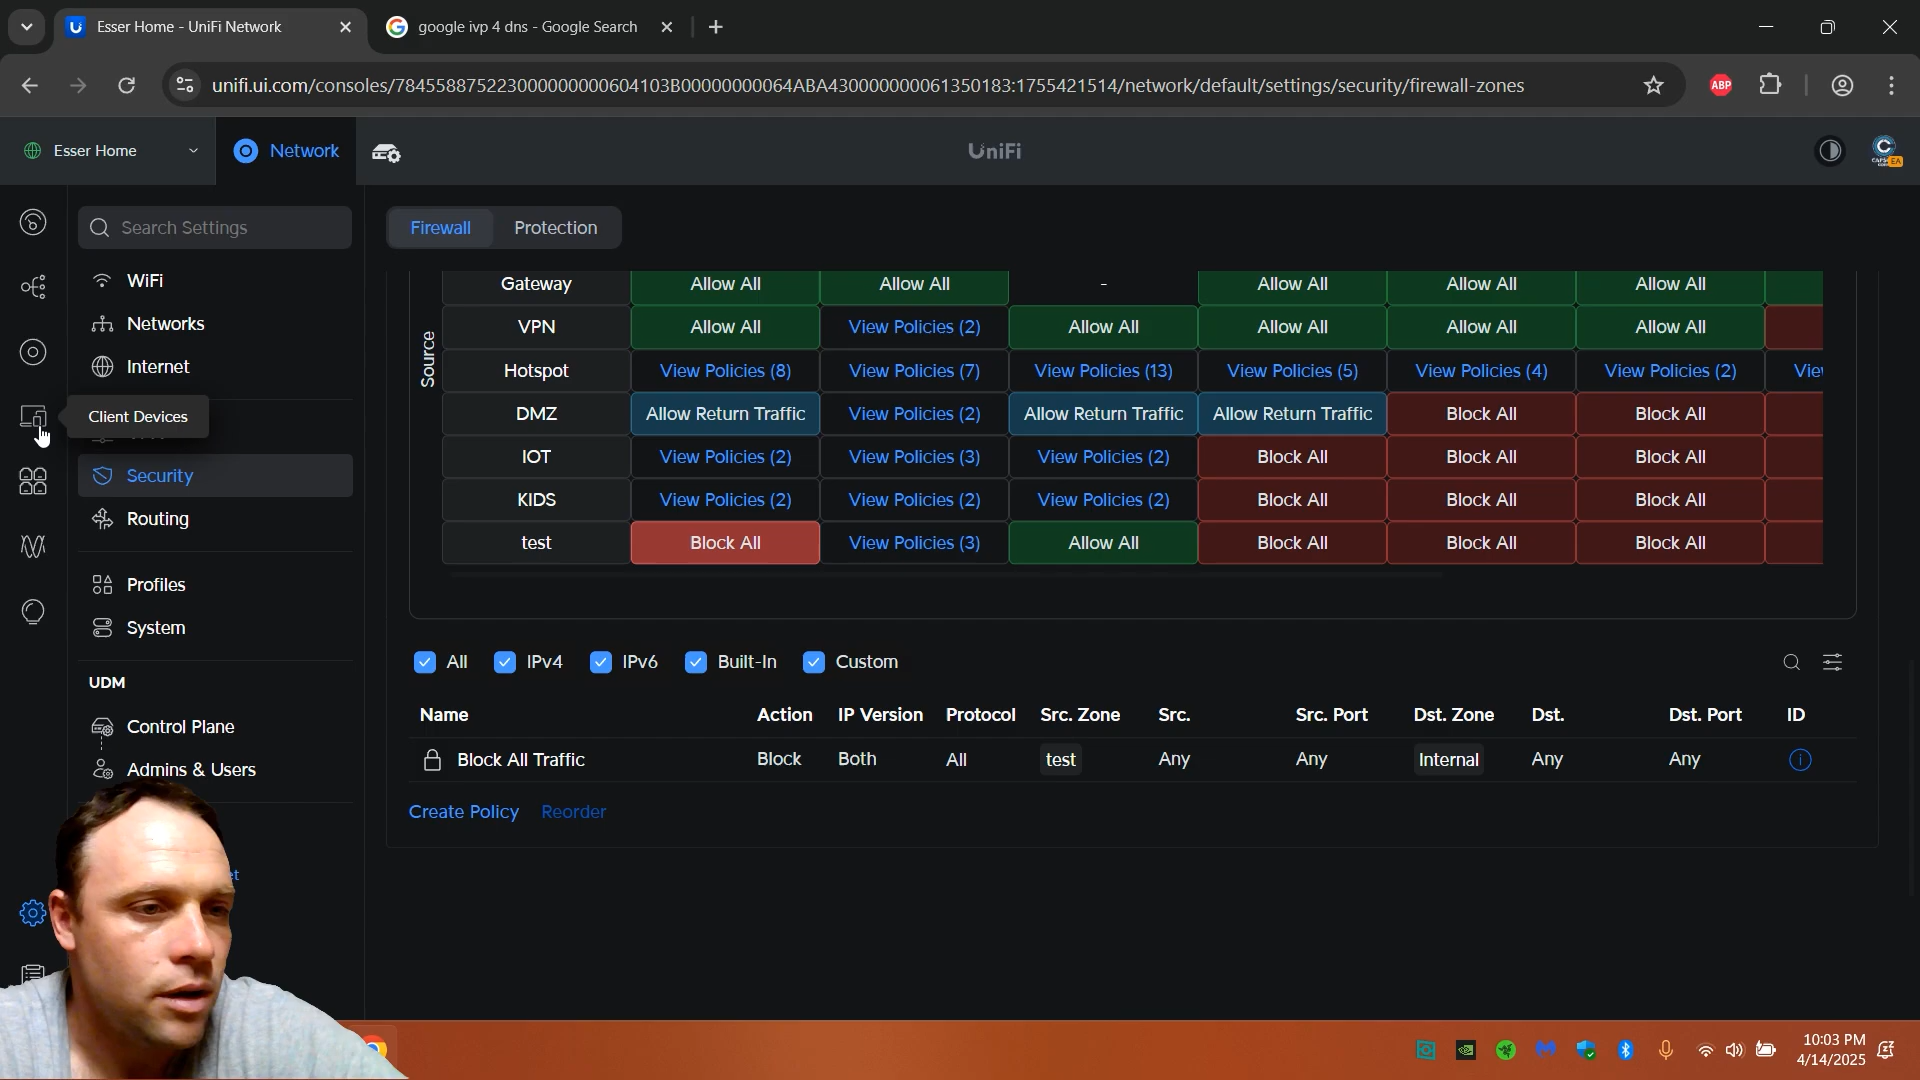 Esser Home - UniFi Network
google ivp 4 dns - Google Search
unifi.ui.com/consoles/784558875223000000000604103B00000000064ABA430000000061350183:1755421514/network/default/settings/security/firewall-zones
ABP
Esser Home
Network
UniFi
EA
Search Settings
Firewall
Protection
WiFi
Networks
Internet
Client Devices
Security
Routing
Profiles
System
UDM
Control Plane
Admins & Users
Source
Gateway Allow All Allow All - Allow All Allow All Allow All
VPN Allow All View Policies (2) Allow All Allow All Allow All Allow All
Hotspot View Policies (8) View Policies (7) View Policies (13) View Policies (5) View Policies (4) View Policies (2) Vie
DMZ Allow Return Traffic View Policies (2) Allow Return Traffic Allow Return Traffic Block All Block All
IOT View Policies (2) View Policies (3) View Policies (2) Block All Block All Block All
KIDS View Policies (2) View Policies (2) View Policies (2) Block All Block All Block All
test Block All View Policies (3) Allow All Block All Block All Block All
All IPv4 IPv6 Built-In Custom
Name Action IP Version Protocol Src. Zone Src. Src. Port Dst. Zone Dst. Dst. Port ID
Block All Traffic Block Both All test Any Any Internal Any Any
Create Policy Reorder
et
10:03 PM
4/14/2025